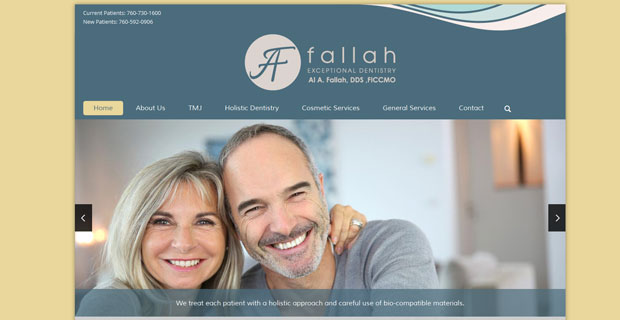 Current Patients: 760-730-1600
New Patients: 760-592-0906
AF
fallah
EXCEPTIONAL DENTISTRY
Al A. Fallah, DDS ,FICCMO
Home About Us TMJ Holistic Dentistry Cosmetic Services General Services Contact
We treat each patient with a holistic approach and careful use of bio-compatible materials.